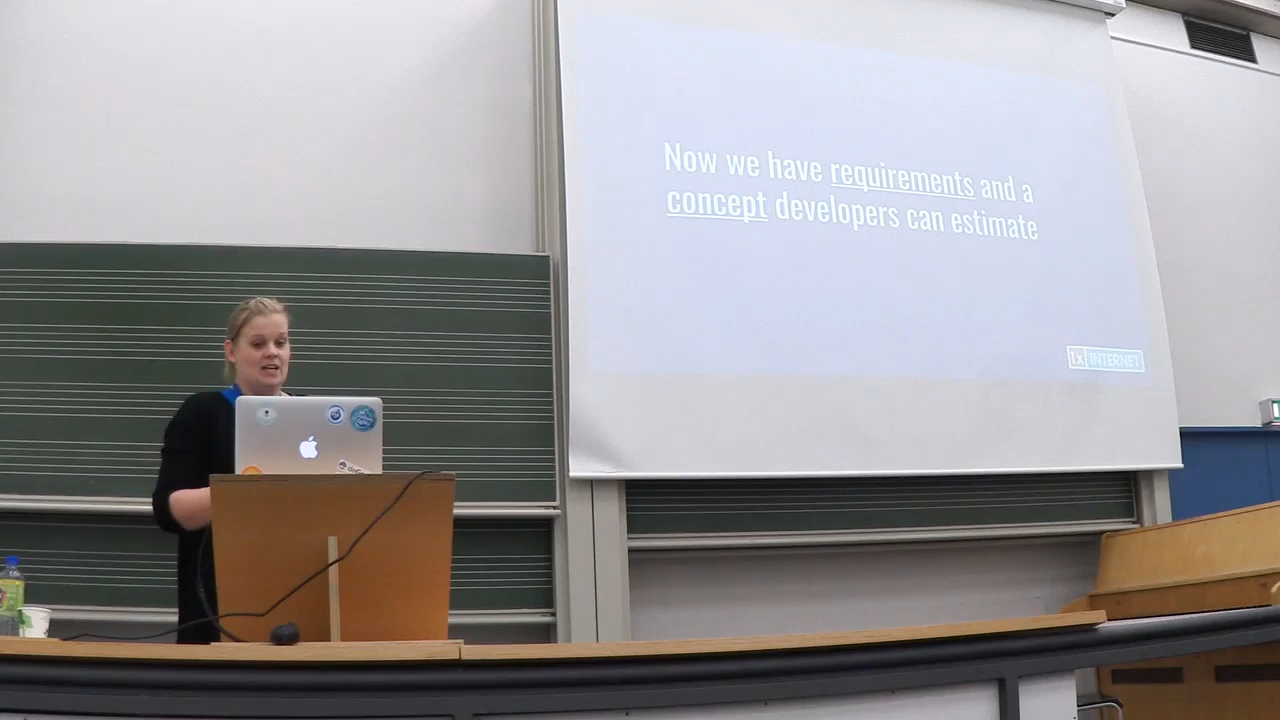 Now we have requirements and a
concept developers can estimate
1x INTERNET